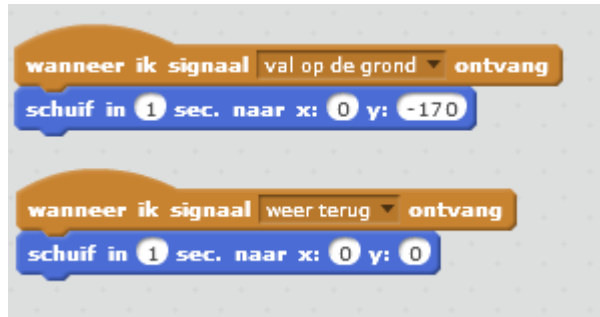 wanneer ik signaal val op de grond ontvang
schuif in 1 sec. naar x: 0 y: -170
wanneer ik signaal weer terug ontvang
schuif in 1 sec. naar x: 0 y: 0